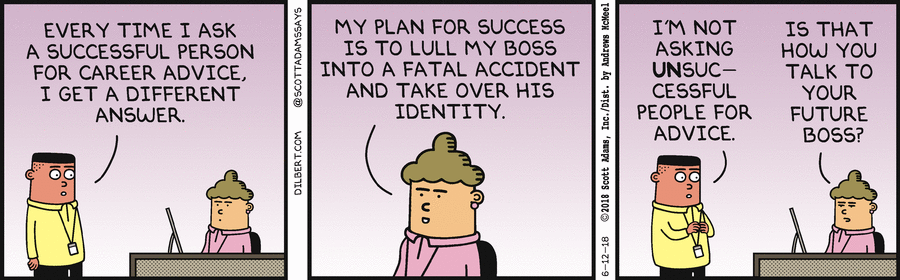 EVERY TIME I ASK
A SUCCESSFUL PERSON
FOR CAREER ADVICE,
I GET A DIFFERENT
ANSWER.
DILBERT.COM @SCOTTADAMSSAYS
MY PLAN FOR SUCCESS
IS TO LULL MY BOSS
INTO A FATAL ACCIDENT
AND TAKE OVER HIS
IDENTITY.
6-12-18 ©2018 Scott Adams, Inc./Dist. by Andrews McMeel
I'M NOT
ASKING
UNSUC-
CESSFUL
PEOPLE FOR
ADVICE.
IS THAT
HOW YOU
TALK TO
YOUR
FUTURE
BOSS?